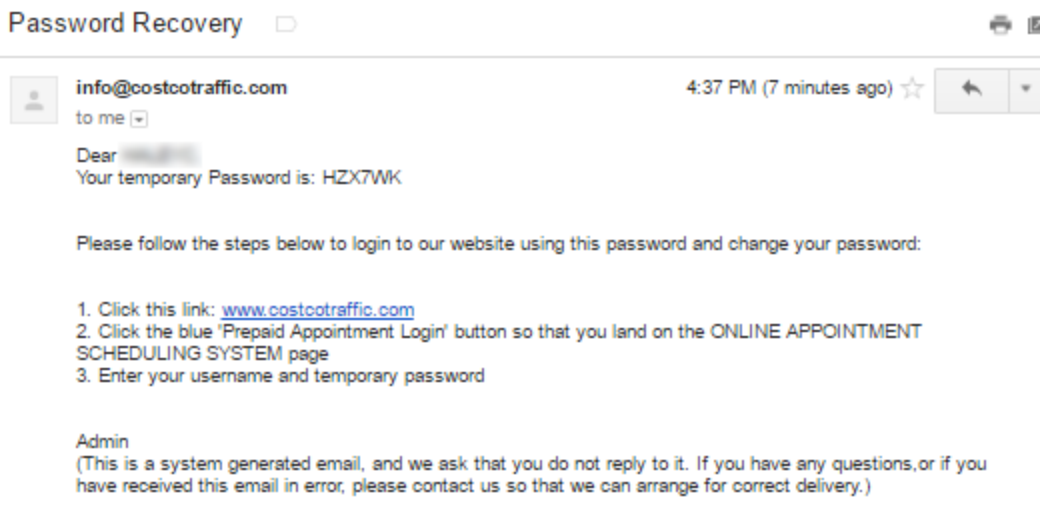 Password Recovery
info@costcotraffic.com
4:37 PM (7 minutes ago)
to me
Dear
Your temporary Password is: HZX7WK
Please follow the steps below to login to our website using this password and change your password:
1. Click this link: www.costcotraffic.com
2. Click the blue 'Prepaid Appointment Login' button so that you land on the ONLINE APPOINTMENT
SCHEDULING SYSTEM page
3. Enter your username and temporary password
Admin
(This is a system generated email, and we ask that you do not reply to it. If you have any questions,or if you
have received this email in error, please contact us so that we can arrange for correct delivery.)